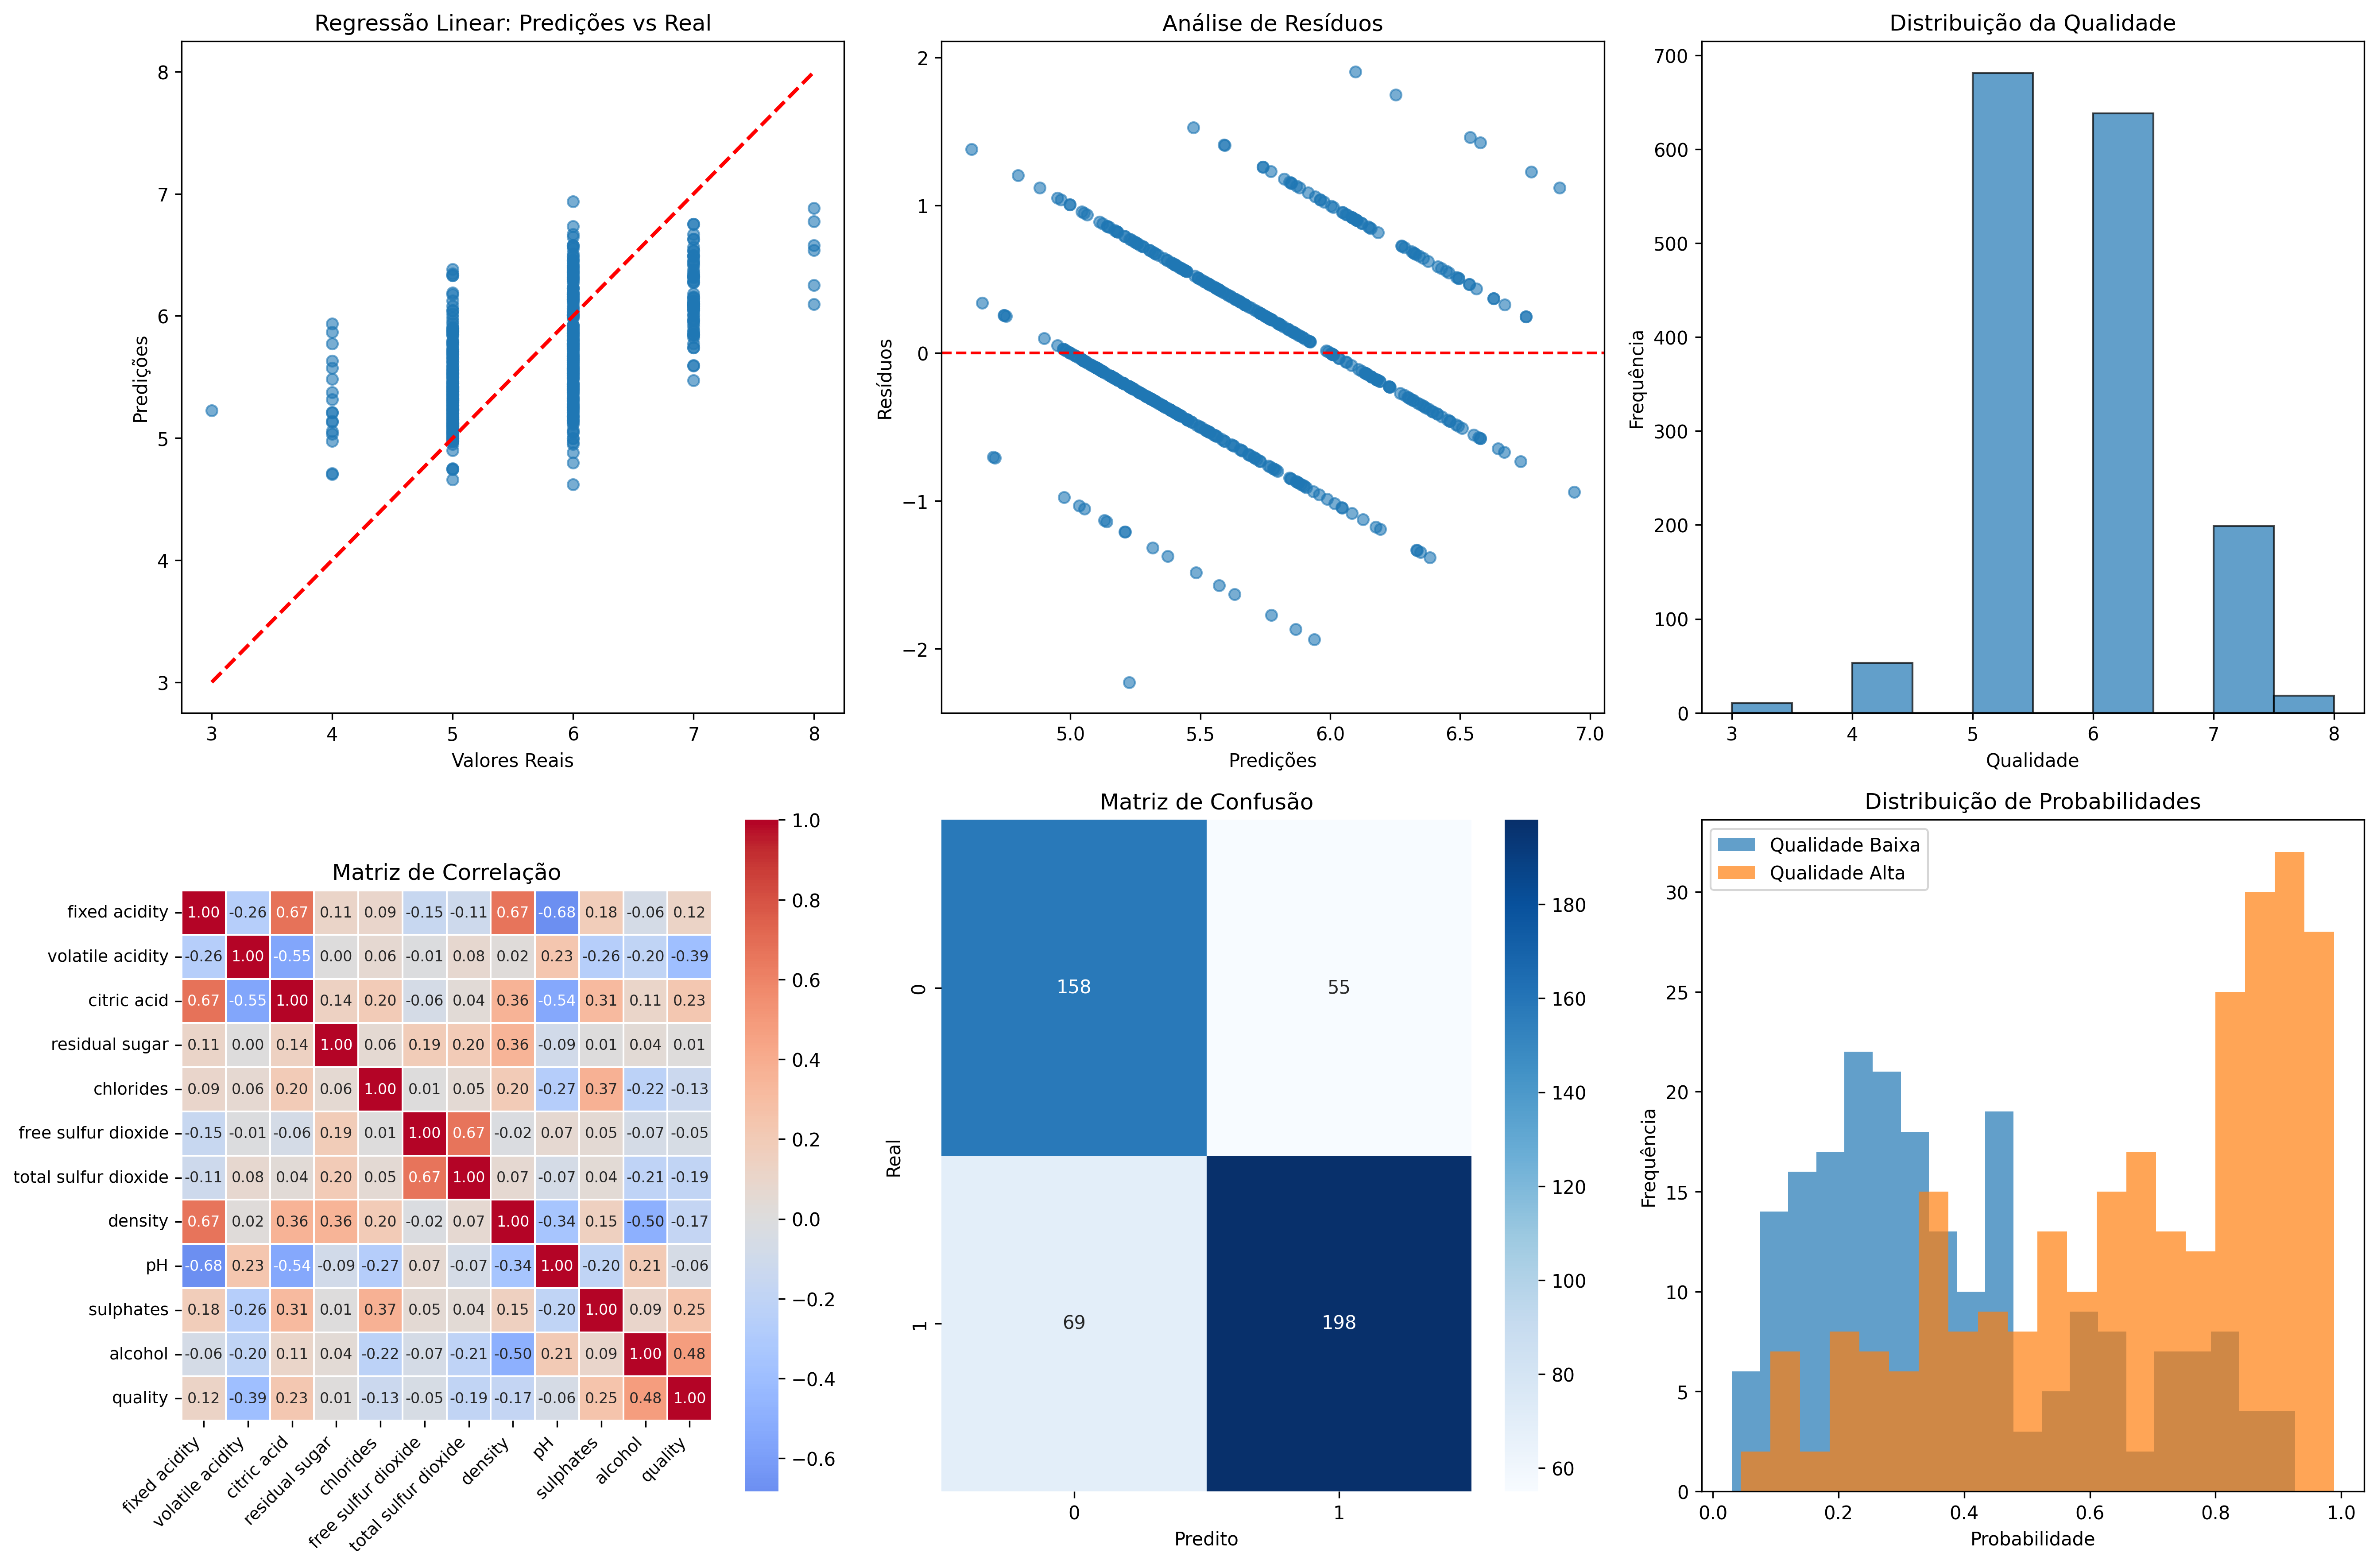 Regressão Linear: Predições vs Real
8
7
6
5
4
3
Predições
3 4 5 6 7 8
Valores Reais
Análise de Resíduos
2
1
0
−1
−2
Resíduos
5.0 5.5 6.0 6.5 7.0
Predições
Distribuição da Qualidade
700
600
500
400
300
200
100
0
Frequência
3 4 5 6 7 8
Qualidade
Matriz de Correlação
fixed acidity 1.00 -0.26 0.67 0.11 0.09 -0.15 -0.11 0.67 -0.68 0.18 -0.06 0.12
volatile acidity -0.26 1.00 -0.55 0.00 0.06 -0.01 0.08 0.02 0.23 -0.26 -0.20 -0.39
citric acid 0.67 -0.55 1.00 0.14 0.20 -0.06 0.04 0.36 -0.54 0.31 0.11 0.23
residual sugar 0.11 0.00 0.14 1.00 0.06 0.19 0.20 0.36 -0.09 0.01 0.04 0.01
chlorides 0.09 0.06 0.20 0.06 1.00 0.01 0.05 0.20 -0.27 0.37 -0.22 -0.13
free sulfur dioxide -0.15 -0.01 -0.06 0.19 0.01 1.00 0.67 -0.02 0.07 0.05 -0.07 -0.05
total sulfur dioxide -0.11 0.08 0.04 0.20 0.05 0.67 1.00 0.07 -0.07 0.04 -0.21 -0.19
density 0.67 0.02 0.36 0.36 0.20 -0.02 0.07 1.00 -0.34 0.15 -0.50 -0.17
pH -0.68 0.23 -0.54 -0.09 -0.27 0.07 -0.07 -0.34 1.00 -0.20 0.21 -0.06
sulphates 0.18 -0.26 0.31 0.01 0.37 0.05 0.04 0.15 -0.20 1.00 0.09 0.25
alcohol -0.06 -0.20 0.11 0.04 -0.22 -0.07 -0.21 -0.50 0.21 0.09 1.00 0.48
quality 0.12 -0.39 0.23 0.01 -0.13 -0.05 -0.19 -0.17 -0.06 0.25 0.48 1.00
fixed acidity
volatile acidity
citric acid
residual sugar
chlorides
free sulfur dioxide
total sulfur dioxide
density
pH
sulphates
alcohol
quality
1.0
0.8
0.6
0.4
0.2
0.0
−0.2
−0.4
−0.6
Matriz de Confusão
0
1
Real
158 55
69 198
0 1
Predito
180
160
140
120
100
80
60
Distribuição de Probabilidades
Qualidade Baixa
Qualidade Alta
30
25
20
15
10
5
0
Frequência
0.0 0.2 0.4 0.6 0.8 1.0
Probabilidade